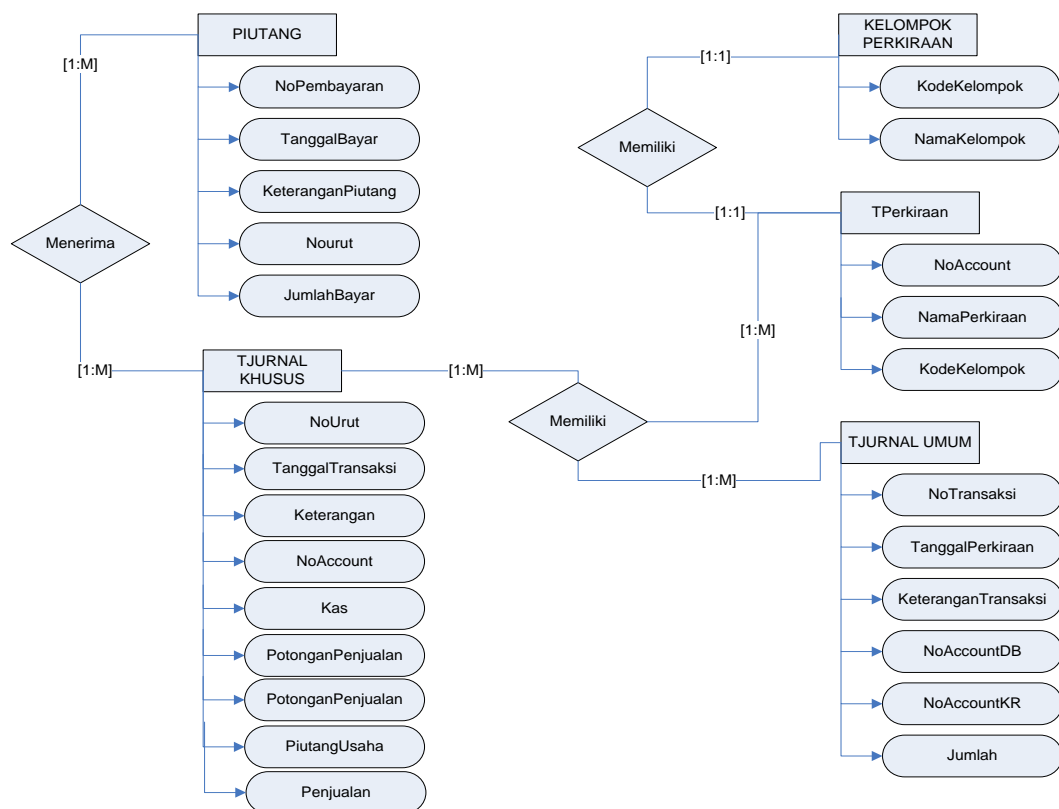 PIUTANG
[1:M]
NoPembayaran
TanggalBayar
KeteranganPiutang
Nourut
JumlahBayar
Menerima
[1:M]
TJURNAL
KHUSUS
NoUrut
TanggalTransaksi
Keterangan
NoAccount
Kas
PotonganPenjualan
PotonganPenjualan
PiutangUsaha
Penjualan
[1:M]
Memiliki
[1:M]
[1:M]
KELOMPOK
PERKIRAAN
[1:1]
KodeKelompok
NamaKelompok
Memiliki
[1:1]
TPerkiraan
NoAccount
NamaPerkiraan
KodeKelompok
TJURNAL UMUM
NoTransaksi
TanggalPerkiraan
KeteranganTransaksi
NoAccountDB
NoAccountKR
Jumlah